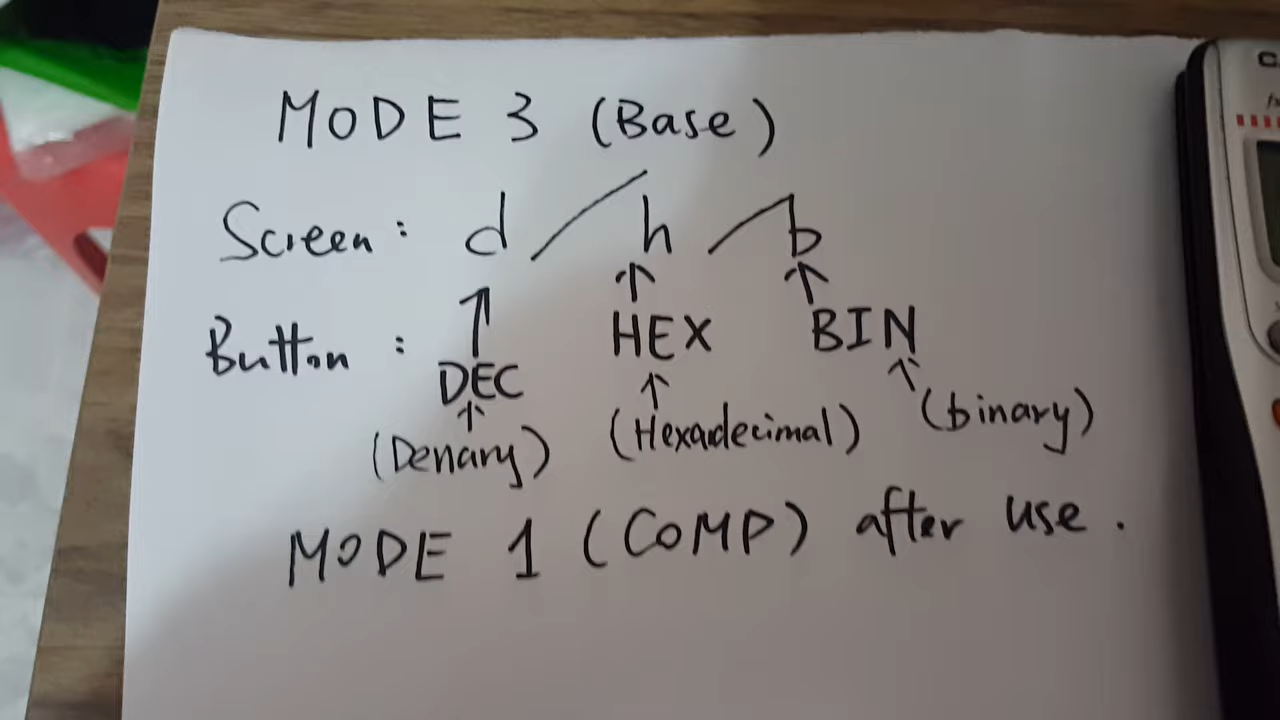 MODE 3 (Base)
Screen: d / h / b
Button: DEC HEX BIN
(Denary) (Hexadecimal) (binary)
MODE 1 (COMP) after use.